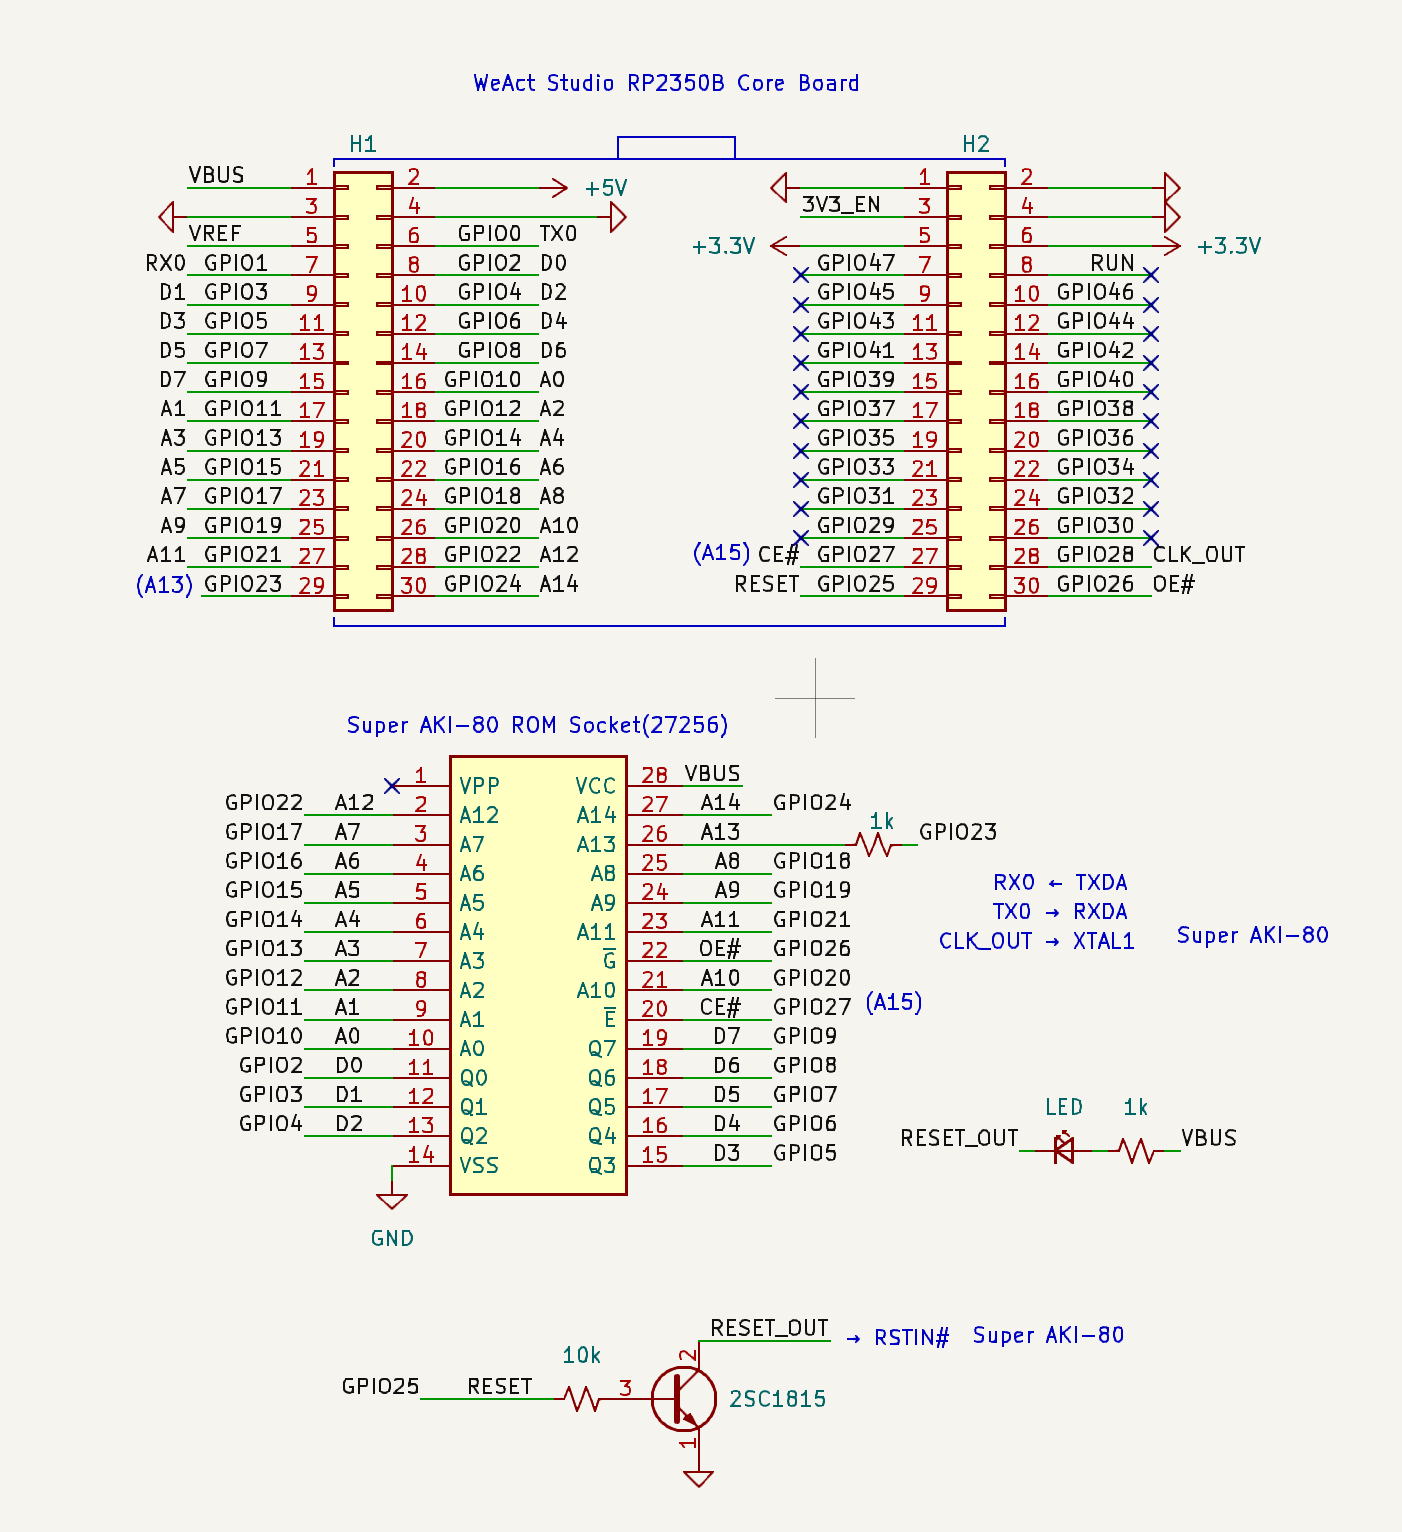 WeAct Studio RP2350B Core Board
H1 H2
VBUS 1 2 +5V 1 2
3 4 3V3_EN 3 4
VREF 5 6 GPIO0 TX0 +3.3V 5 6 +3.3V
RX0 GPIO1 7 8 GPIO2 D0 GPIO47 7 8 RUN
D1 GPIO3 9 10 GPIO4 D2 GPIO45 9 10 GPIO46
D3 GPIO5 11 12 GPIO6 D4 GPIO43 11 12 GPIO44
D5 GPIO7 13 14 GPIO8 D6 GPIO41 13 14 GPIO42
D7 GPIO9 15 16 GPIO10 A0 GPIO39 15 16 GPIO40
A1 GPIO11 17 18 GPIO12 A2 GPIO37 17 18 GPIO38
A3 GPIO13 19 20 GPIO14 A4 GPIO35 19 20 GPIO36
A5 GPIO15 21 22 GPIO16 A6 GPIO33 21 22 GPIO34
A7 GPIO17 23 24 GPIO18 A8 GPIO31 23 24 GPIO32
A9 GPIO19 25 26 GPIO20 A10 GPIO29 25 26 GPIO30
A11 GPIO21 27 28 GPIO22 A12 (A15) CE# GPIO27 27 28 GPIO28 CLK_OUT
(A13) GPIO23 29 30 GPIO24 A14 RESET GPIO25 29 30 GPIO26 OE#
Super AKI-80 ROM Socket(27256)
1 VPP VCC 28 VBUS
GPIO22 A12 2 A12 A14 27 A14 GPIO24
GPIO17 A7 3 A7 A13 26 A13 1k GPIO23
GPIO16 A6 4 A6 A8 25 A8 GPIO18
GPIO15 A5 5 A5 A9 24 A9 GPIO19
GPIO14 A4 6 A4 A11 23 A11 GPIO21
GPIO13 A3 7 A3 G 22 OE# GPIO26
GPIO12 A2 8 A2 A10 21 A10 GPIO20
GPIO11 A1 9 A1 E 20 CE# GPIO27 (A15)
GPIO10 A0 10 A0 Q7 19 D7 GPIO9
GPIO2 D0 11 Q0 Q6 18 D6 GPIO8
GPIO3 D1 12 Q1 Q5 17 D5 GPIO7
GPIO4 D2 13 Q2 Q4 16 D4 GPIO6
14 VSS Q3 15 D3 GPIO5
GND
RX0 ← TXDA
TX0 → RXDA
CLK_OUT → XTAL1 Super AKI-80
LED 1k
RESET_OUT VBUS
RESET_OUT → RSTIN# Super AKI-80
10k 2
GPIO25 RESET 3 2SC1815
1